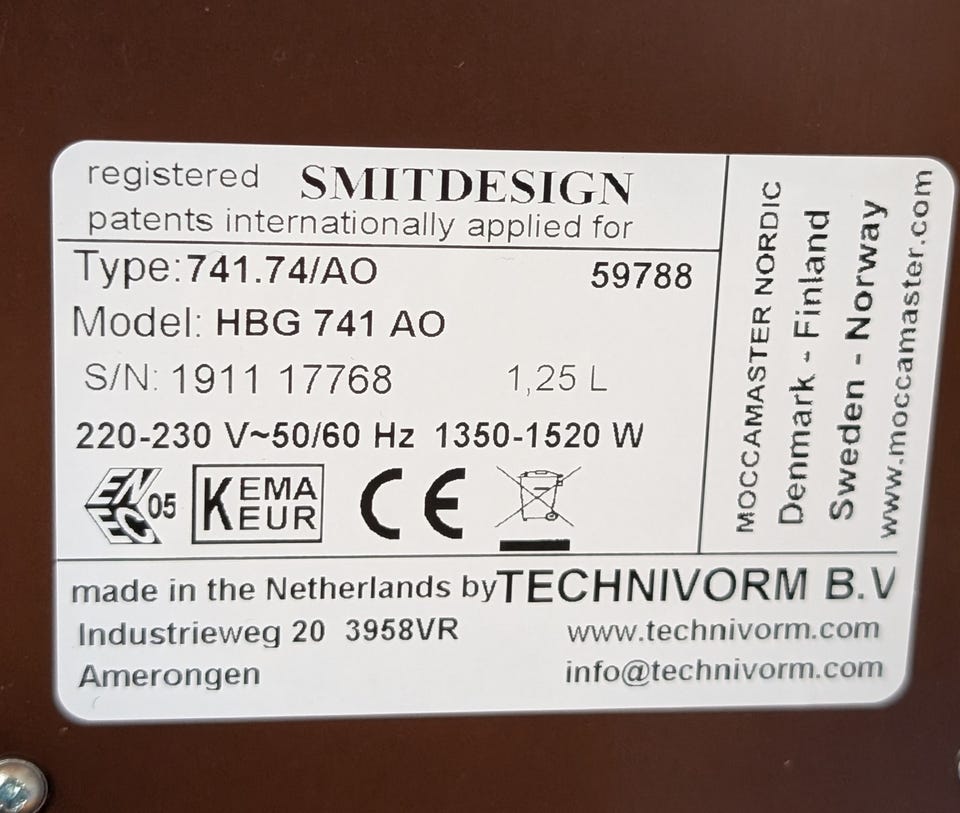 registered SMITDESIGN
patents internationally applied for
Type:741.74/AO 59788
Model: HBG 741 AO
S/N: 1911 17768 1,25 L
220-230 V~50/60 Hz 1350-1520 W
ENEC 05 KEMA KEUR CE
MOCCAMASTER NORDIC
Denmark - Finland
Sweden - Norway
www.moccamaster.com
made in the Netherlands by TECHNIVORM B.V
Industrieweg 20 3958VR www.technivorm.com
Amerongen info@technivorm.com